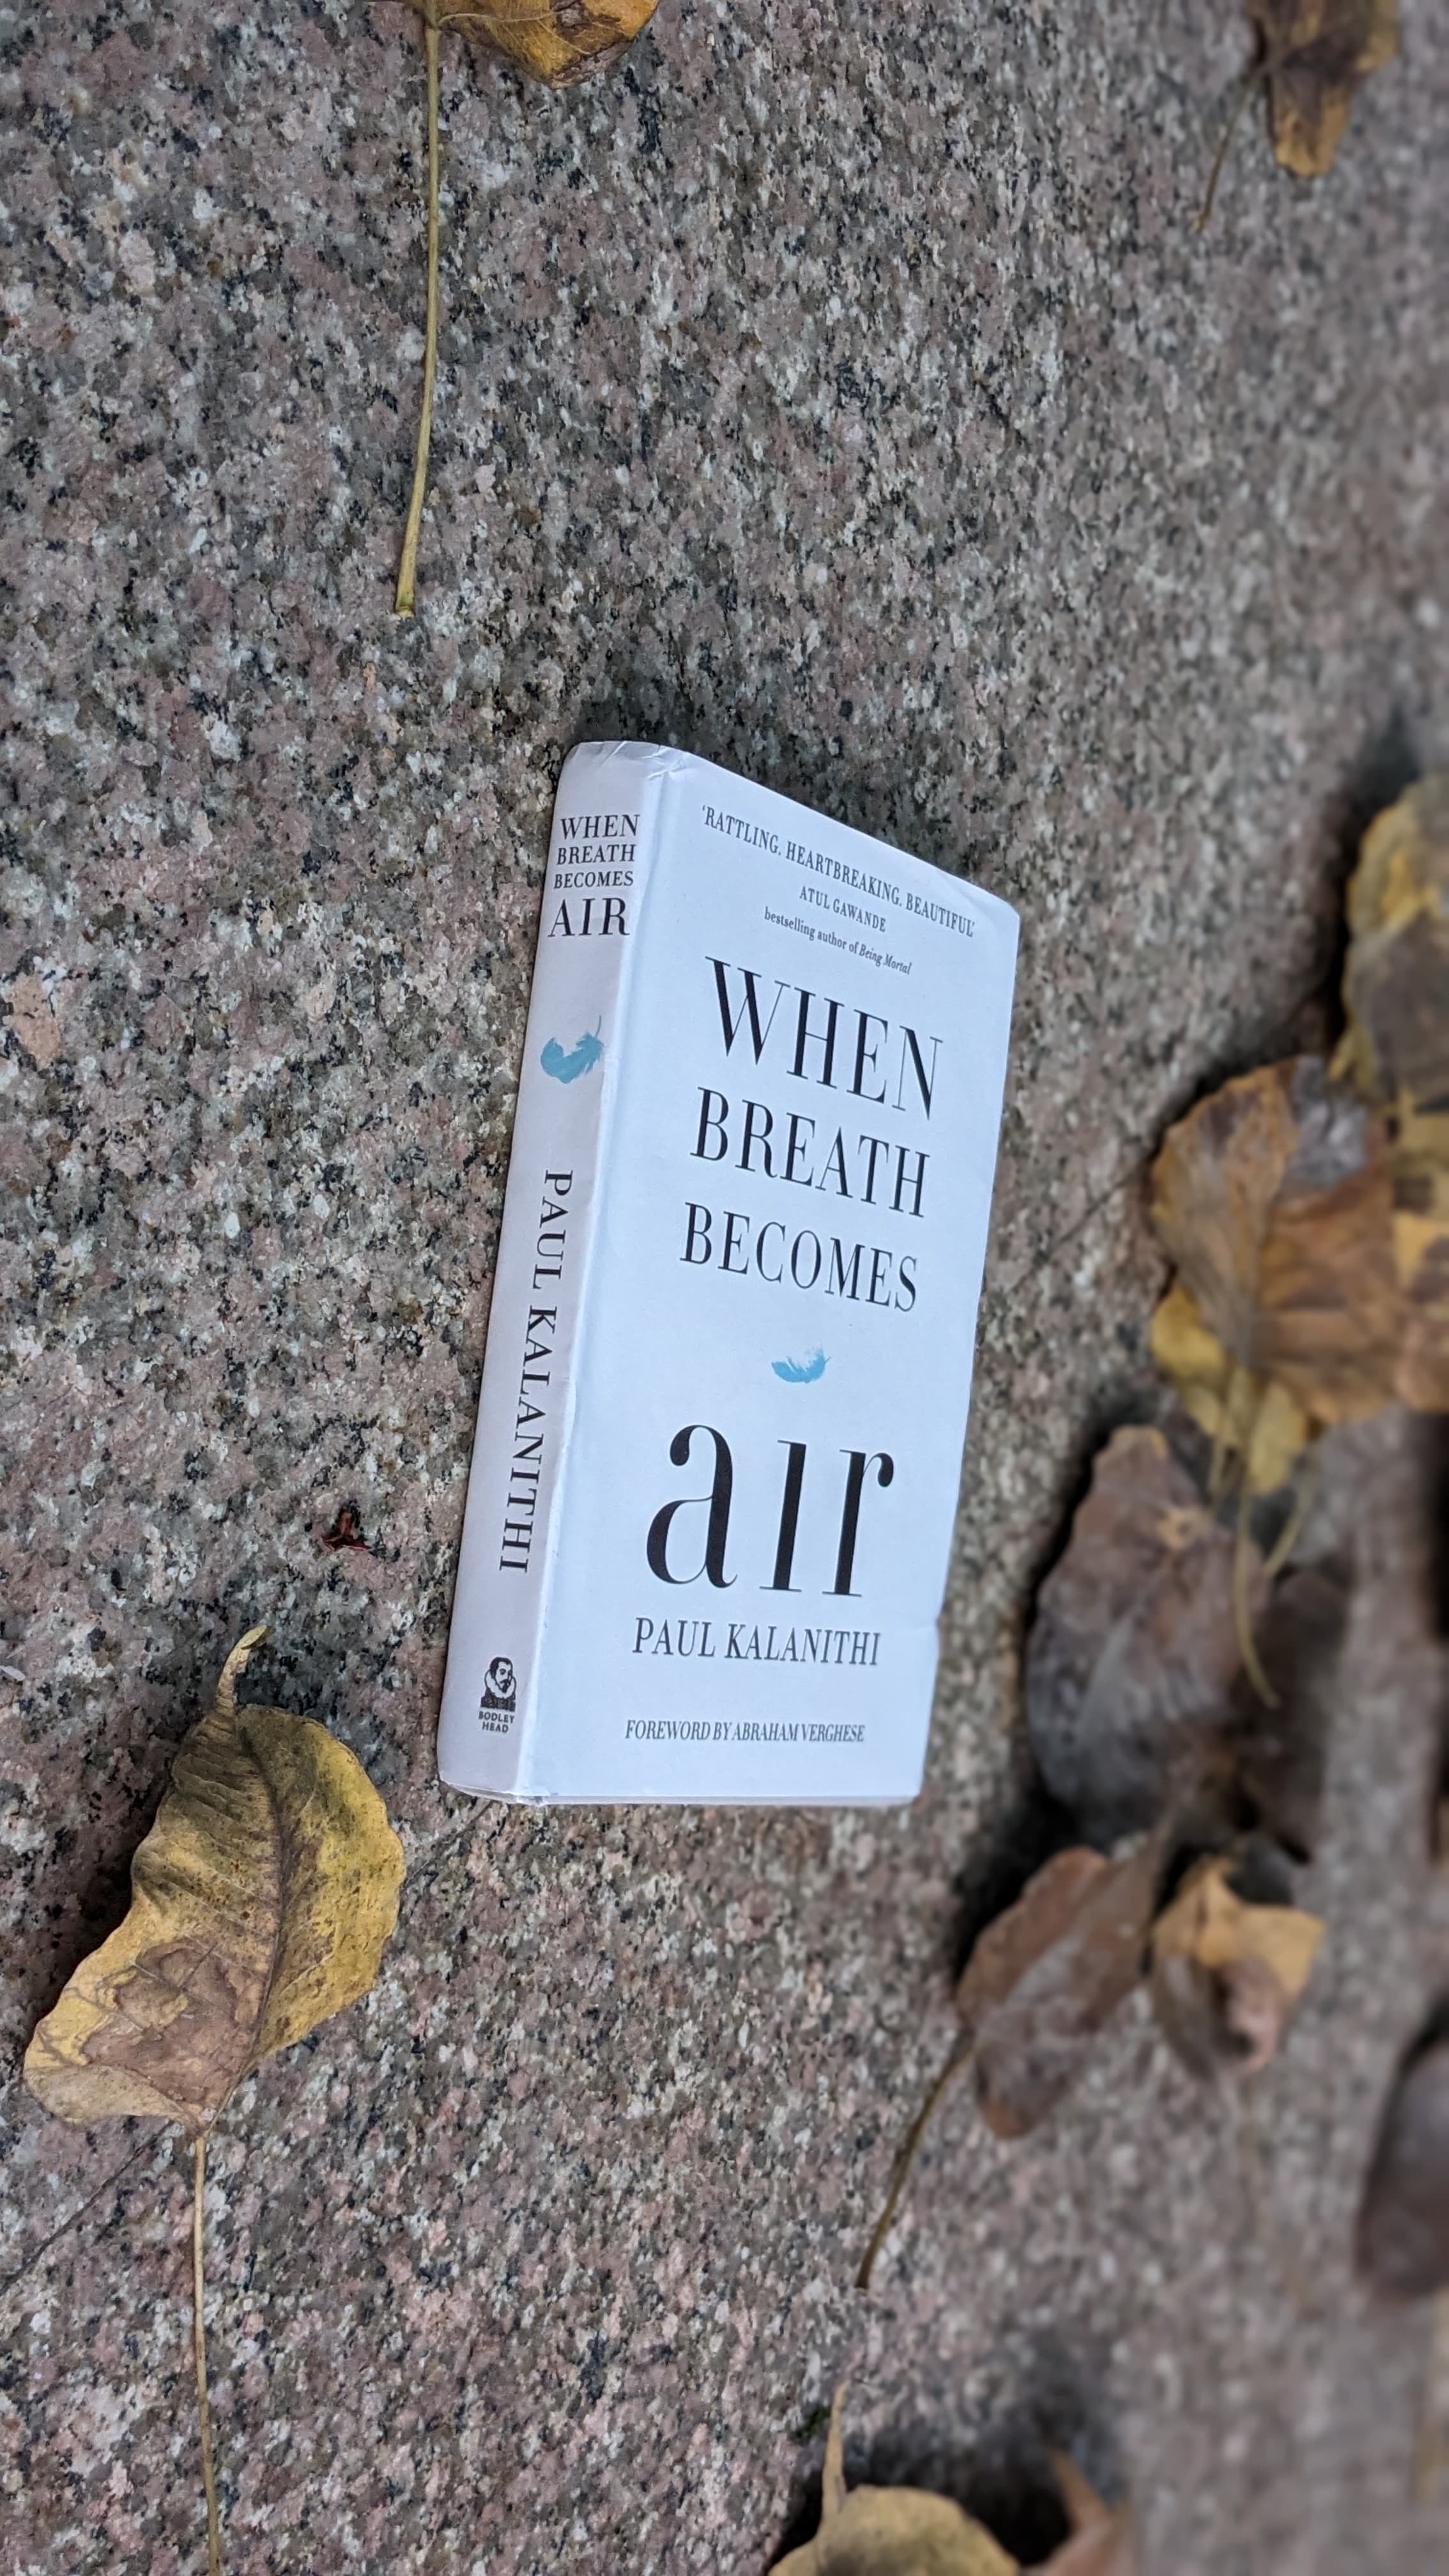 WHEN
BREATH
BECOMES
AIR
PAUL KALANITHI
BODLEY
HEAD
'RATTLING. HEARTBREAKING. BEAUTIFUL'
ATUL GAWANDE
bestselling author of Being Mortal
WHEN
BREATH
BECOMES
aır
PAUL KALANITHI
FOREWORD BY ABRAHAM VERGHESE